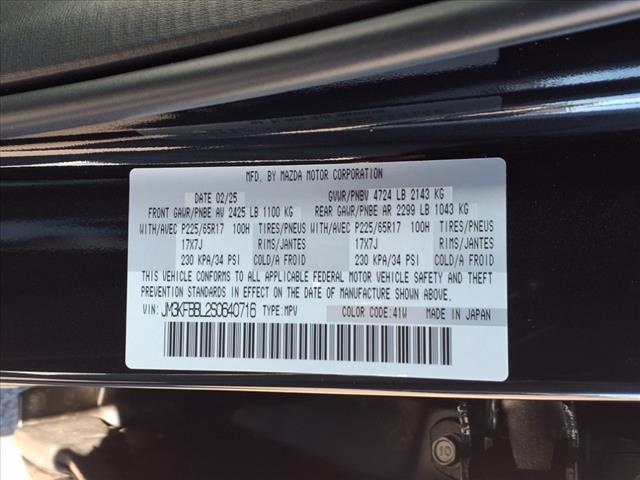 MFD. BY MAZDA MOTOR CORPORATION
DATE 02/25 GVWR/PNBV 4724 LB 2143 KG
FRONT GAWR/PNBE AV 2425 LB 1100 KG REAR GAWR/PNBE AR 2299 LB 1043 KG
WITH/AVEC P225/65R17 100H TIRES/PNEUS WITH/AVEC P225/65R17 100H TIRES/PNEUS
17X7J RIMS/JANTES 17X7J RIMS/JANTES
230 KPA/34 PSI COLD/A FROID 230 KPA/34 PSI COLD/A FROID
THIS VEHICLE CONFORMS TO ALL APPLICABLE FEDERAL MOTOR VEHICLE SAFETY AND THEFT
PREVENTION STANDARDS IN EFFECT ON THE DATE OF MANUFACTURE SHOWN ABOVE.
VIN: JM3KFBBL2S0640716 TYPE:MPV COLOR CODE:41W MADE IN JAPAN
10